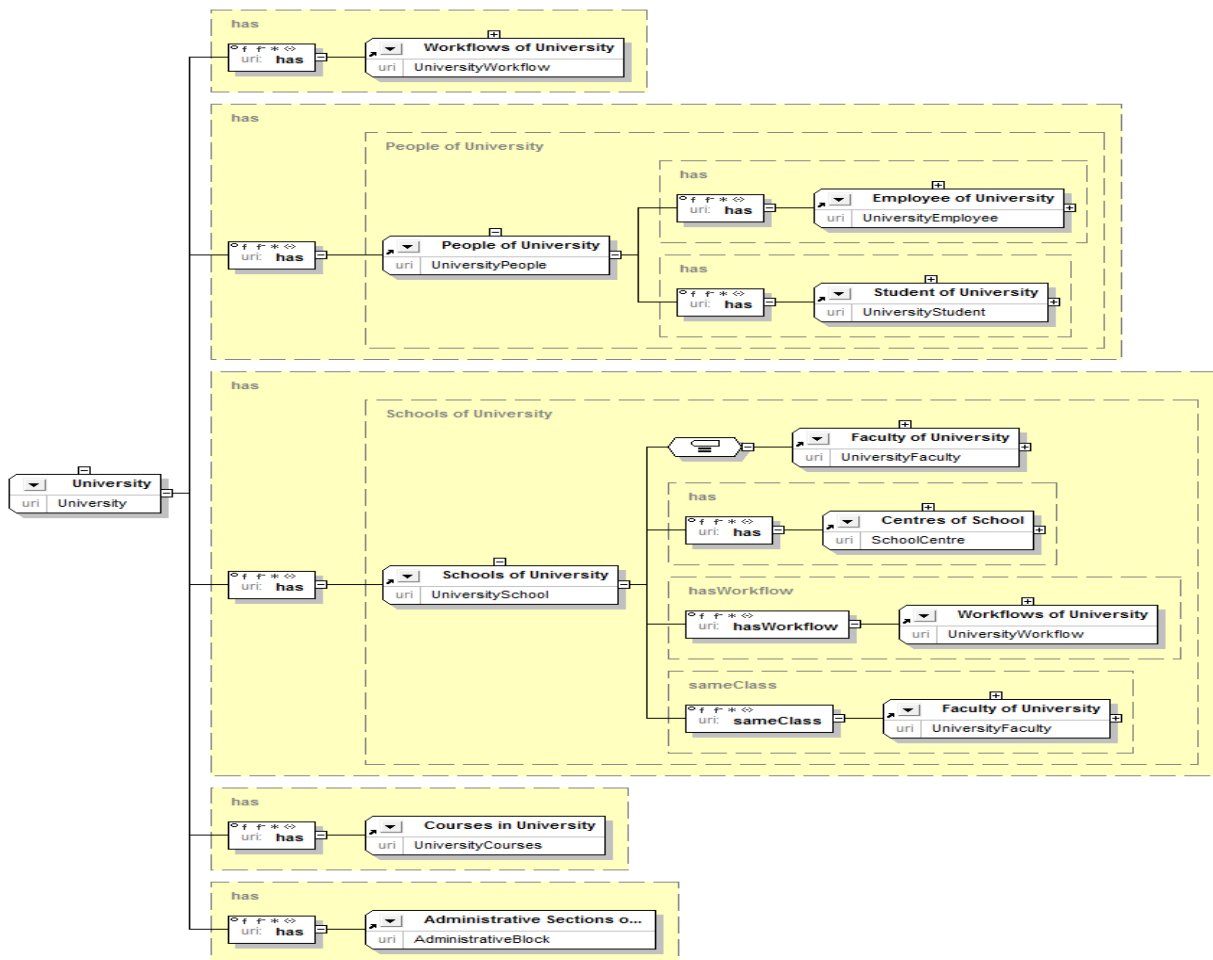 has
f f * <>
uri: has
Workflows of University
uri UniversityWorkflow
has
People of University
has
f f * <>
uri: has
Employee of University
uri UniversityEmployee
f f * <>
uri: has
People of University
uri UniversityPeople
has
f f * <>
uri: has
Student of University
uri UniversityStudent
has
Schools of University
Faculty of University
uri UniversityFaculty
University
uri University
has
f f * <>
uri: has
Centres of School
uri SchoolCentre
f f * <>
uri: has
Schools of University
uri UniversitySchool
hasWorkflow
f f * <>
uri: hasWorkflow
Workflows of University
uri UniversityWorkflow
sameClass
f f * <>
uri: sameClass
Faculty of University
uri UniversityFaculty
has
f f * <>
uri: has
Courses in University
uri UniversityCourses
has
f f * <>
uri: has
Administrative Sections o...
uri AdministrativeBlock